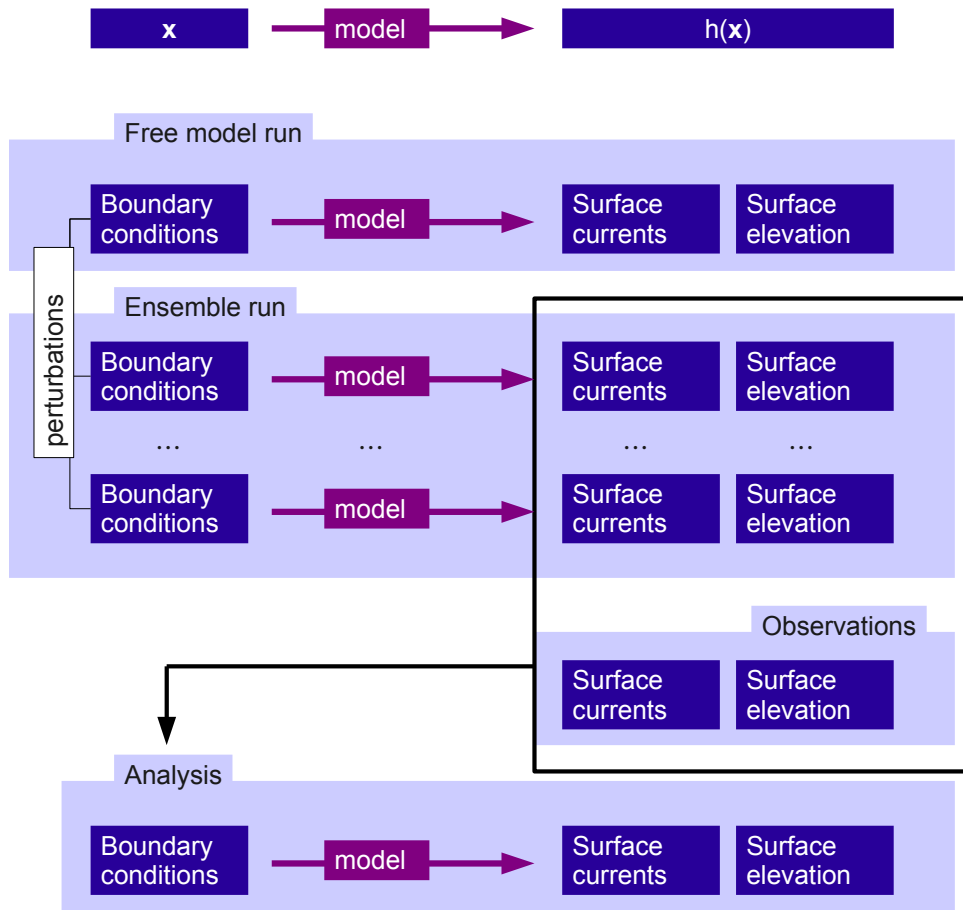 x
model
h(x)
Free model run
Boundary
conditions
model
Surface
currents
Surface
elevation
perturbations
Ensemble run
Boundary
conditions
model
Surface
currents
Surface
elevation
...
...
...
...
Boundary
conditions
model
Surface
currents
Surface
elevation
Observations
Surface
currents
Surface
elevation
Analysis
Boundary
conditions
model
Surface
currents
Surface
elevation